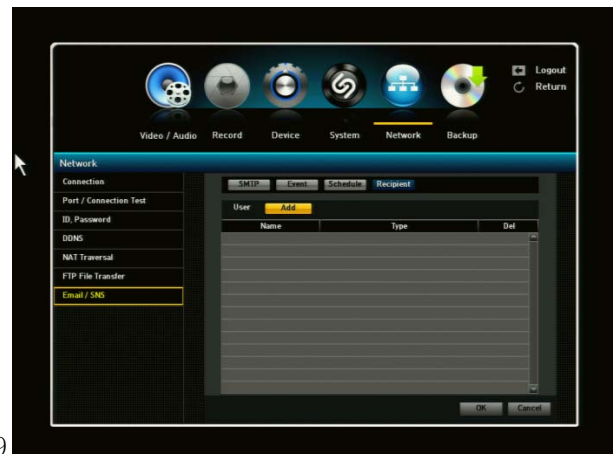 Logout
Return
Video / Audio Record Device System Network Backup
Network
Connection
Port / Connection Test
ID, Password
DDNS
NAT Traversal
FTP File Transfer
Email / SNS
SMTP Event Schedule Recipient
User Add
Name Type Del
OK Cancel
9